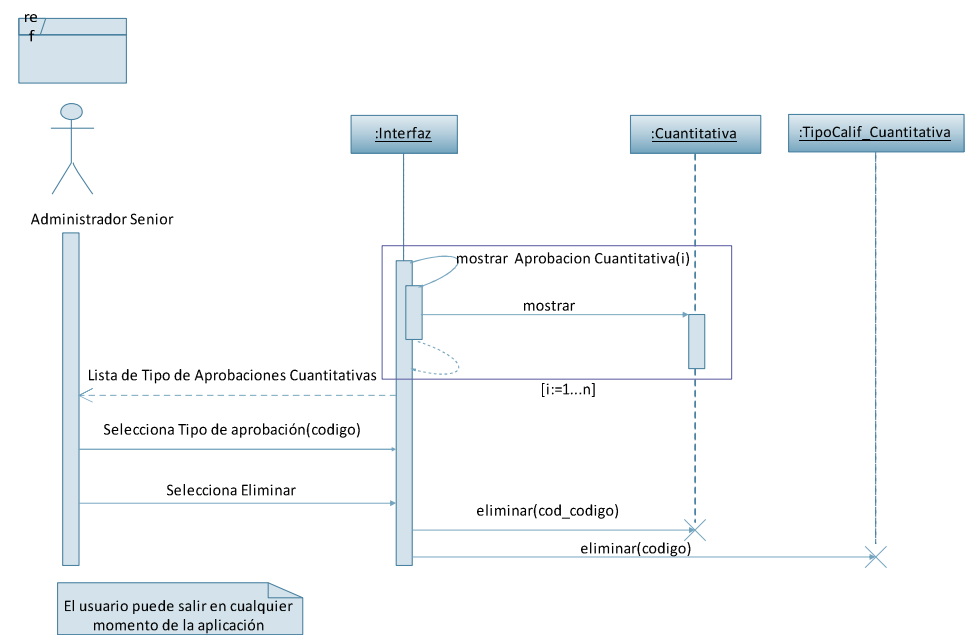 re
f
:Interfaz
:Cuantitativa
:TipoCalif_Cuantitativa
Administrador Senior
mostrar Aprobacion Cuantitativa(i)
mostrar
Lista de Tipo de Aprobaciones Cuantitativas
[i:=1...n]
Selecciona Tipo de aprobación(codigo)
Selecciona Eliminar
eliminar(cod_codigo)
eliminar(codigo)
El usuario puede salir en cualquier
momento de la aplicación